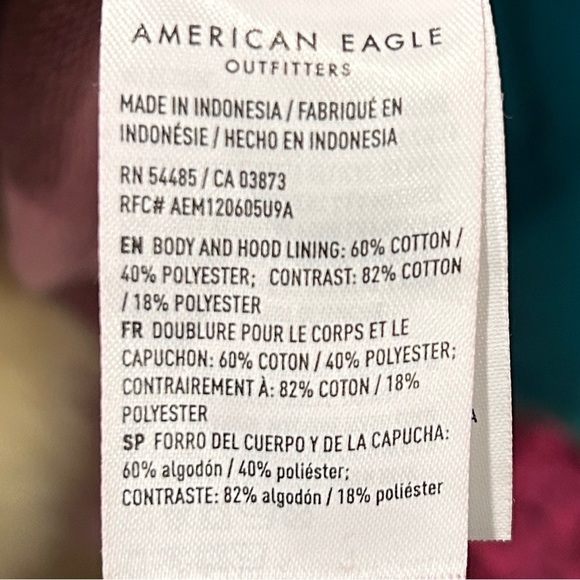 AMERICAN EAGLE
OUTFITTERS
MADE IN INDONESIA / FABRIQUÉ EN
INDONÉSIE / HECHO EN INDONESIA
RN 54485 / CA 03873
RFC# AEM120605U9A
EN BODY AND HOOD LINING: 60% COTTON /
40% POLYESTER; CONTRAST: 82% COTTON
/ 18% POLYESTER
FR DOUBLURE POUR LE CORPS ET LE
CAPUCHON: 60% COTON / 40% POLYESTER;
CONTRAIREMENT À: 82% COTON / 18%
POLYESTER
SP FORRO DEL CUERPO Y DE LA CAPUCHA:
60% algodón / 40% poliéster;
CONTRASTE: 82% algodón / 18% poliéster